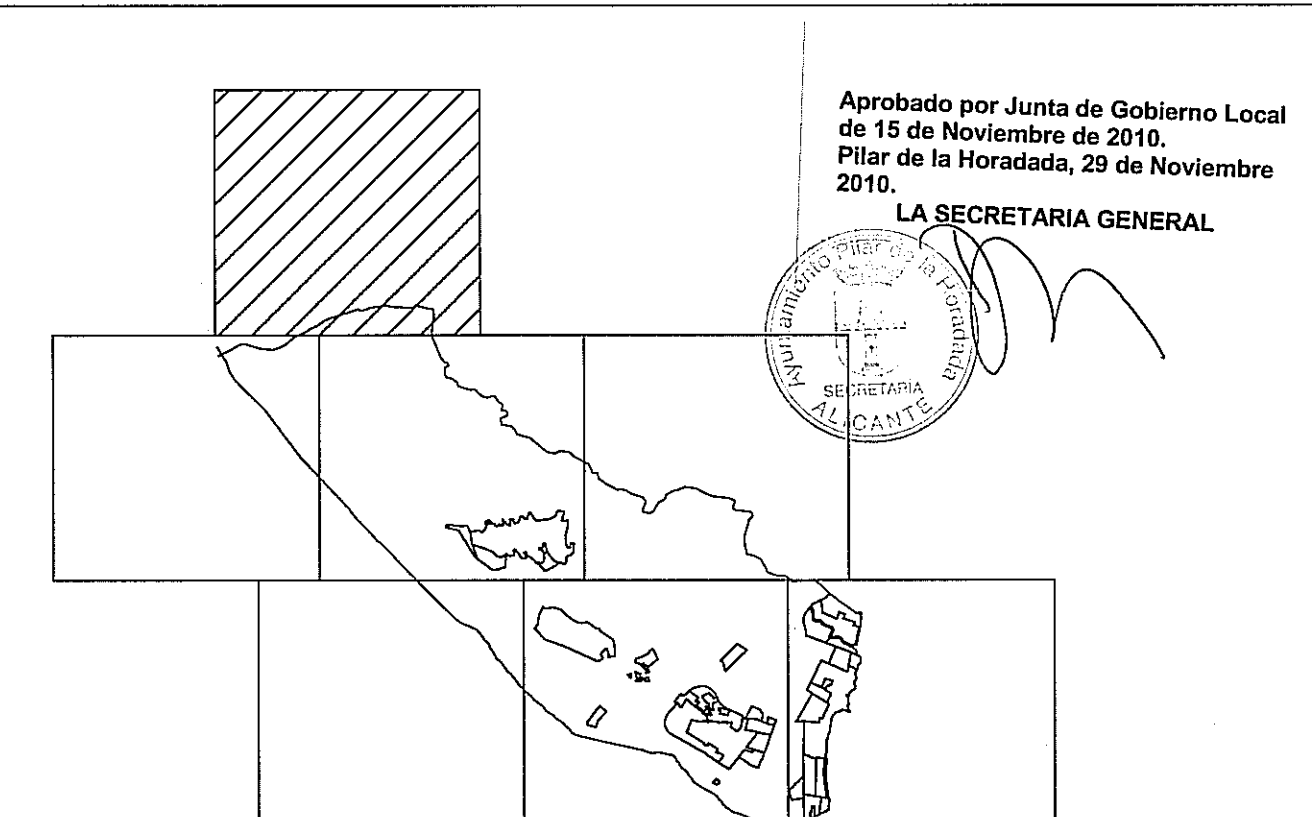 Aprobado por Junta de Gobierno Local
de 15 de Noviembre de 2010.
Pilar de la Horadada, 29 de Noviembre
2010.
LA SECRETARIA GENERAL
Ayuntamiento Pilar de la Horadada
SECRETARÍA
ALICANTE